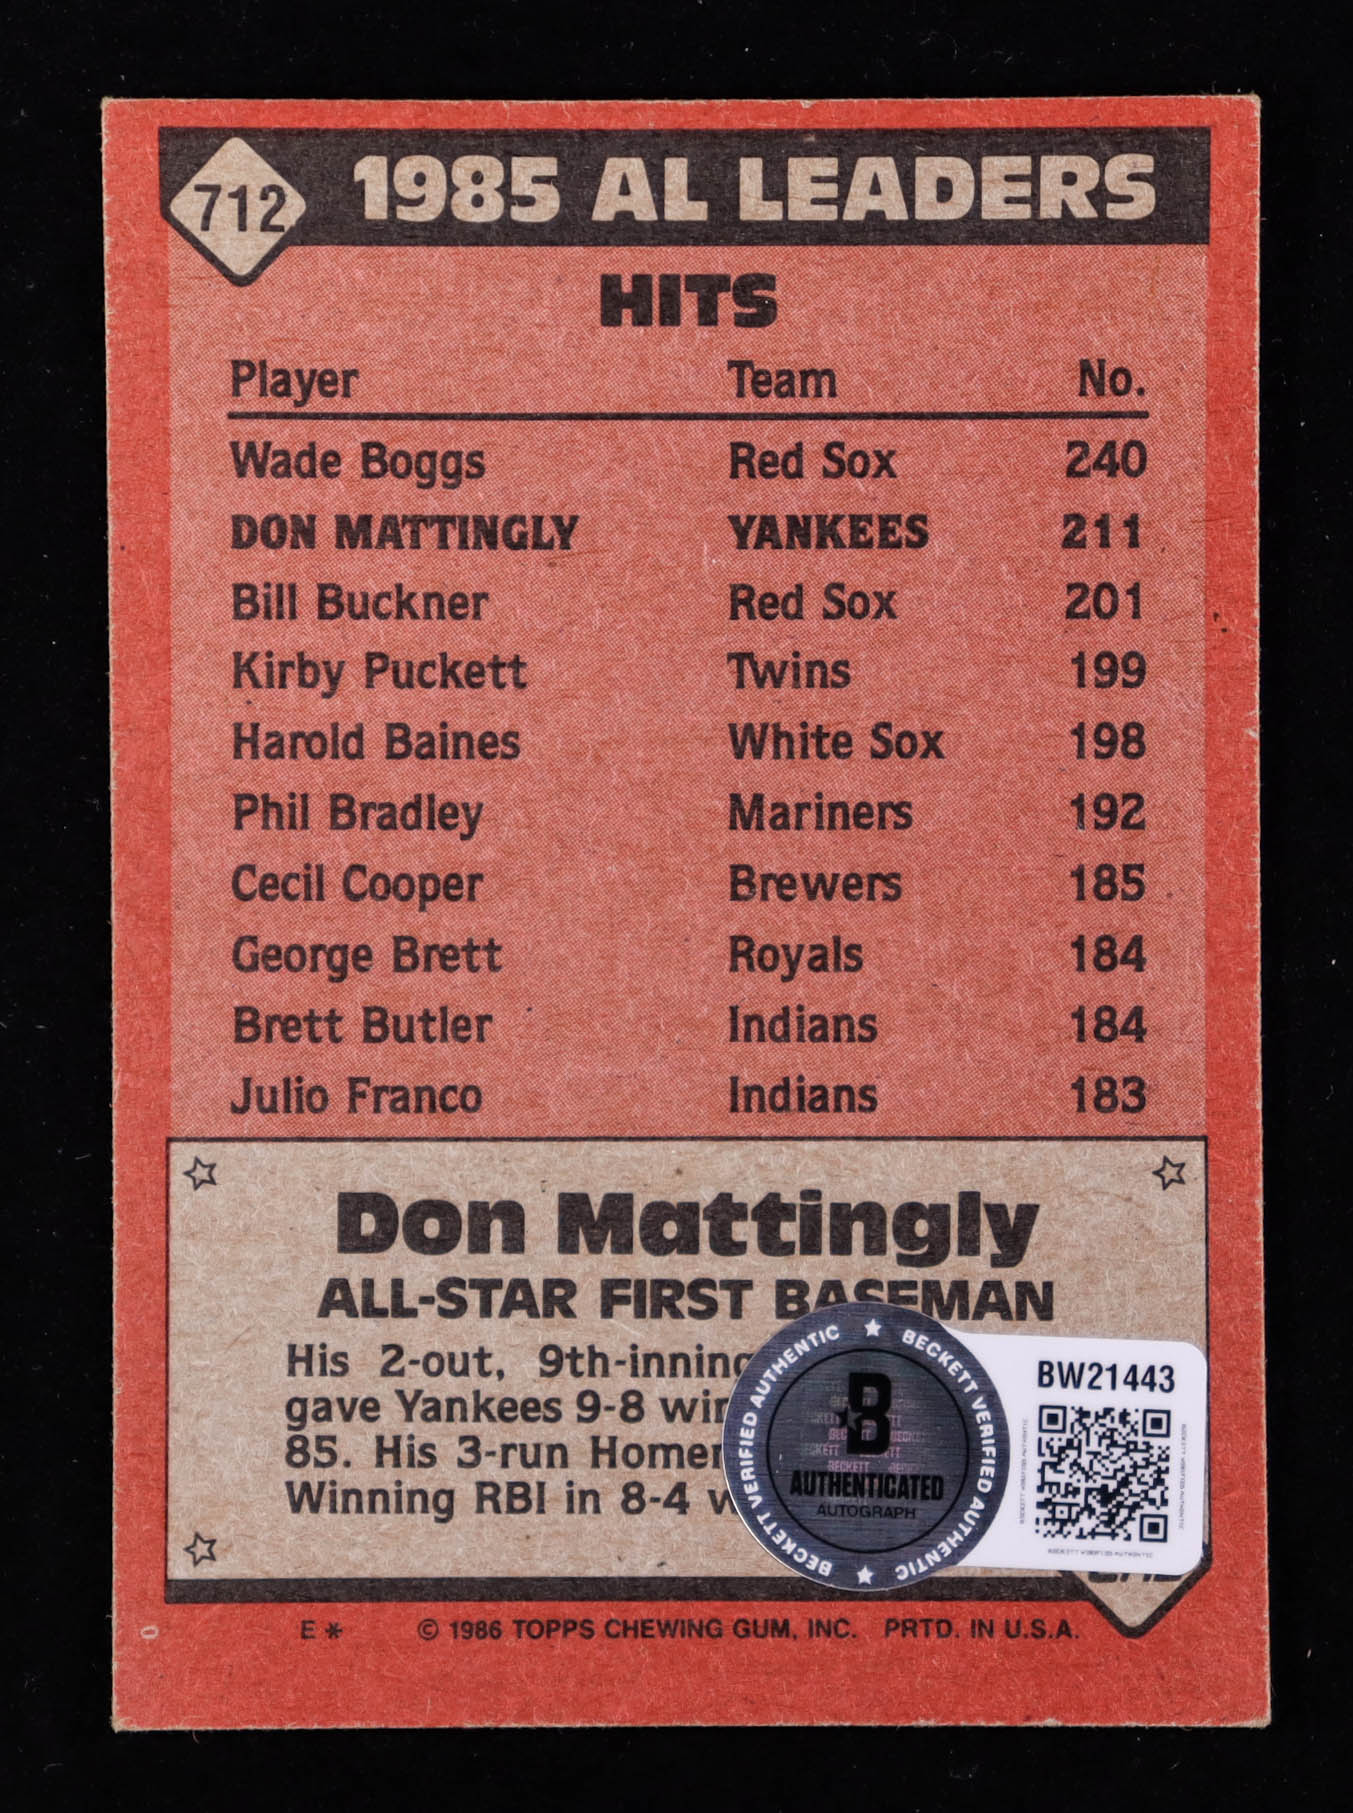 712 1985 AL LEADERS
HITS
Player Team No.
Wade Boggs Red Sox 240
DON MATTINGLY YANKEES 211
Bill Buckner Red Sox 201
Kirby Puckett Twins 199
Harold Baines White Sox 198
Phil Bradley Mariners 192
Cecil Cooper Brewers 185
George Brett Royals 184
Brett Butler Indians 184
Julio Franco Indians 183
Don Mattingly
ALL-STAR FIRST BASEMAN
His 2-out, 9th-inning
gave Yankees 9-8
85. His 3-run Homer
Winning RBI in 8-4
BECKETT VERIFIED AUTHENTIC ★ BECKETT VERIFIED AUTHENTIC ★
B
AUTHENTICATED
AUTOGRAPH
BW21443
E * © 1986 TOPPS CHEWING GUM, INC. PRTD. IN U.S.A.